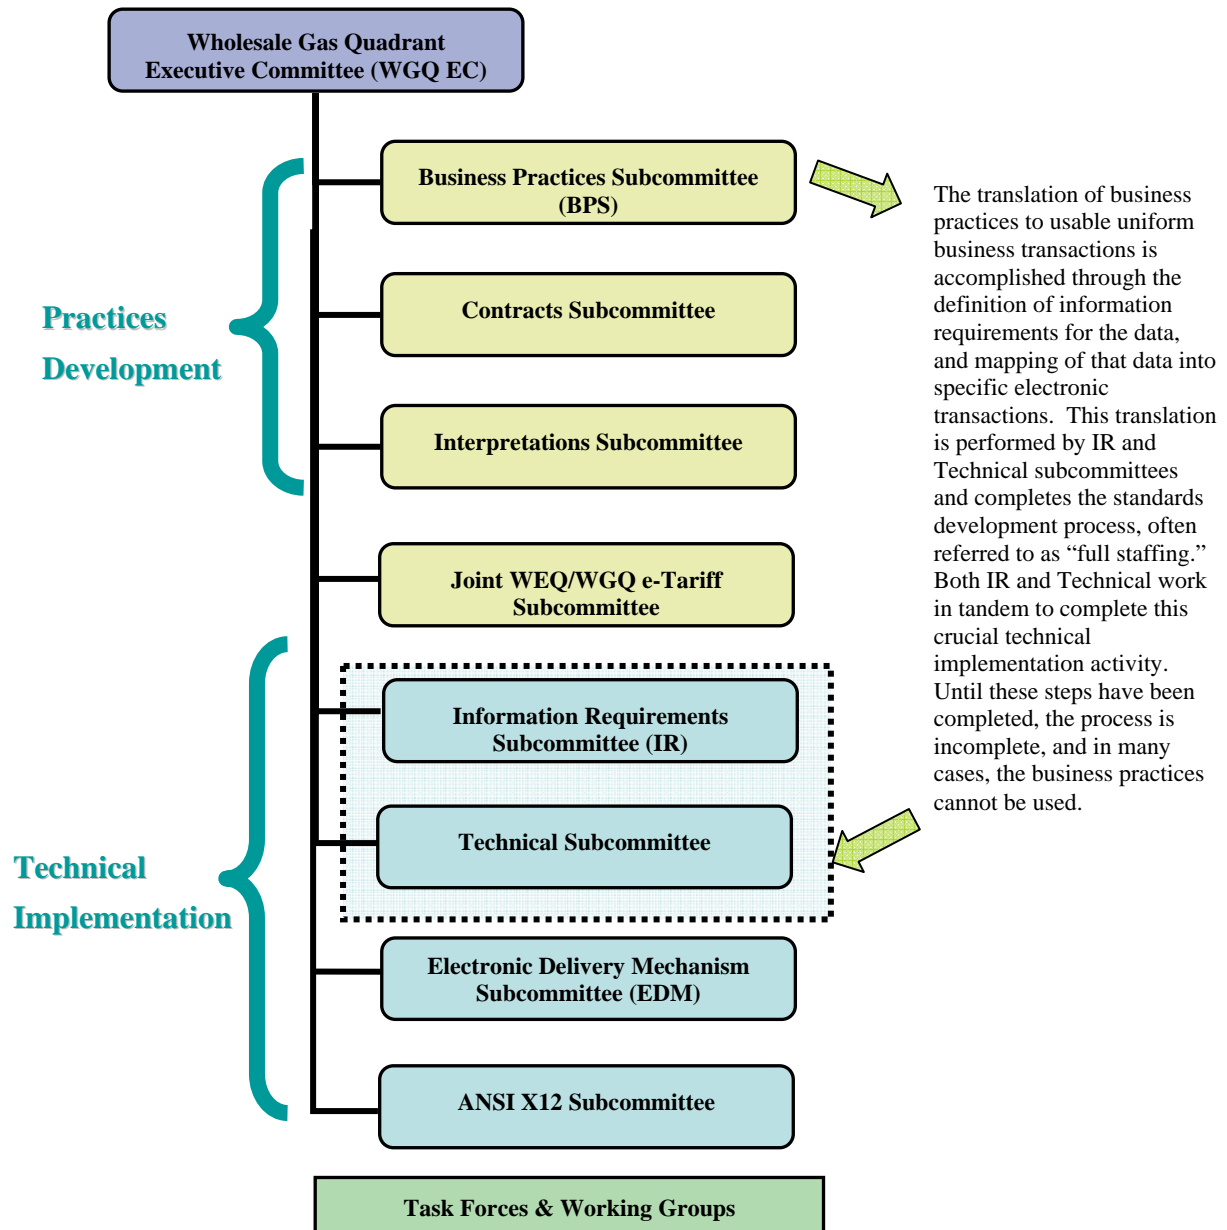 Wholesale Gas Quadrant
Executive Committee (WGQ EC)
Business Practices Subcommittee
(BPS)
Contracts Subcommittee
Practices
Development
Interpretations Subcommittee
Joint WEQ/WGQ e-Tariff
Subcommittee
Information Requirements
Subcommittee (IR)
Technical Subcommittee
Technical
Implementation
Electronic Delivery Mechanism
Subcommittee (EDM)
ANSI X12 Subcommittee
Task Forces & Working Groups
The translation of business
practices to usable uniform
business transactions is
accomplished through the
definition of information
requirements for the data,
and mapping of that data into
specific electronic
transactions.  This translation
is performed by IR and
Technical subcommittees
and completes the standards
development process, often
referred to as “full staffing.”
Both IR and Technical work
in tandem to complete this
crucial technical
implementation activity.
Until these steps have been
completed, the process is
incomplete, and in many
cases, the business practices
cannot be used.